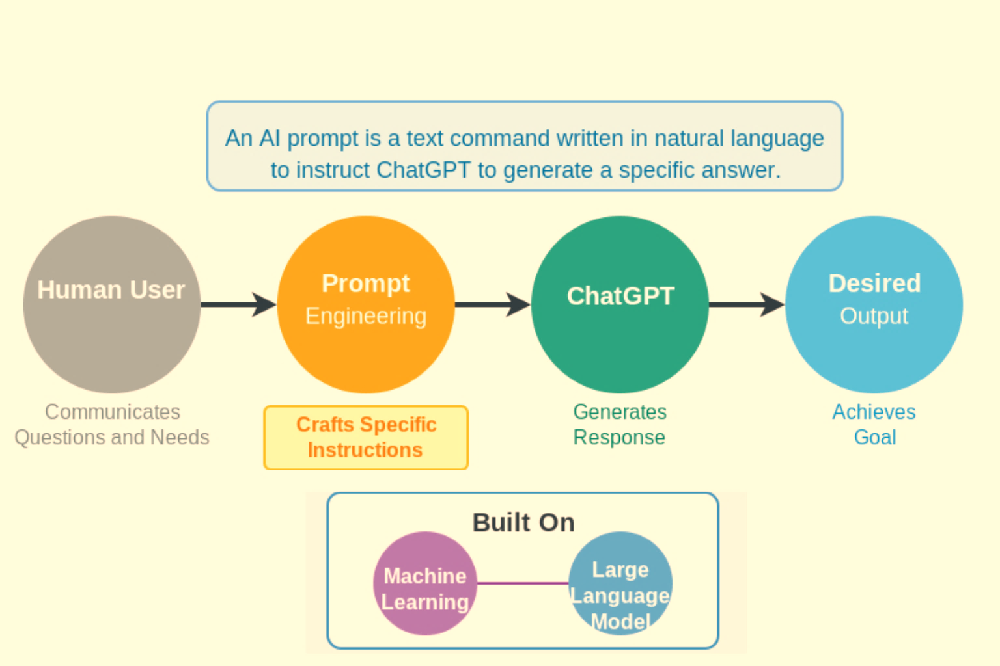 An AI prompt is a text command written in natural language
to instruct ChatGPT to generate a specific answer.
Human User
Communicates
Questions and Needs
Prompt
Engineering
Crafts Specific
Instructions
ChatGPT
Generates
Response
Desired
Output
Achieves
Goal
Built On
Machine
Learning
Large
Language
Model